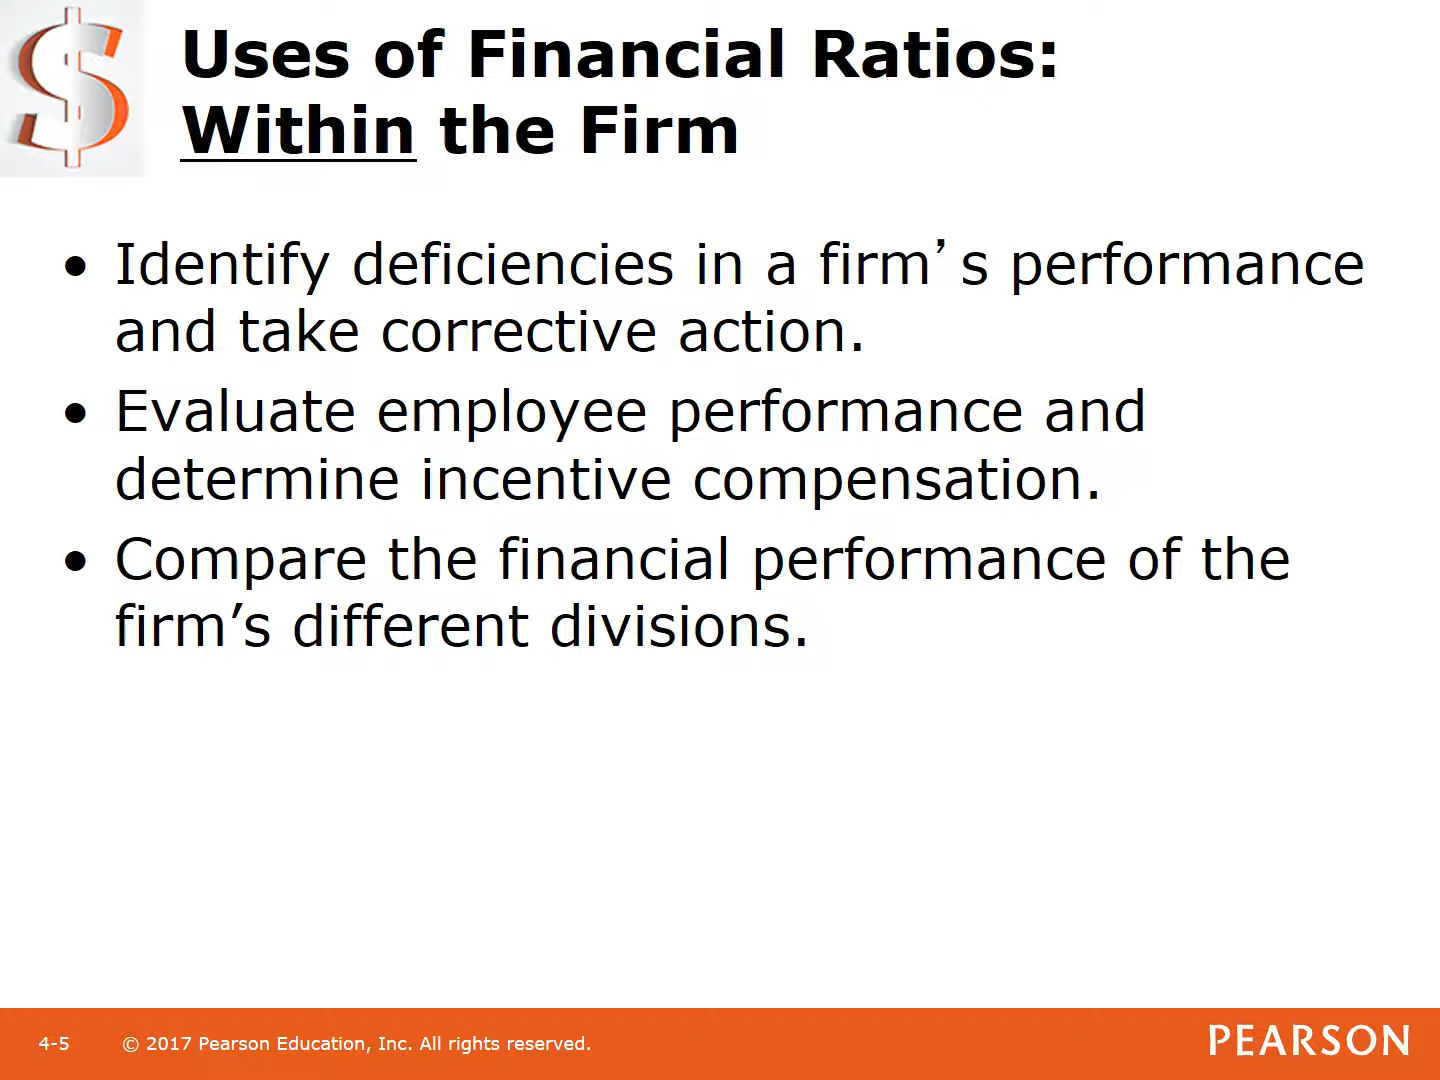 Uses of Financial Ratios:
Within the Firm
• Identify deficiencies in a firm’s performance
and take corrective action.
• Evaluate employee performance and
determine incentive compensation.
• Compare the financial performance of the
firm’s different divisions.
4-5 © 2017 Pearson Education, Inc. All rights reserved. PEARSON